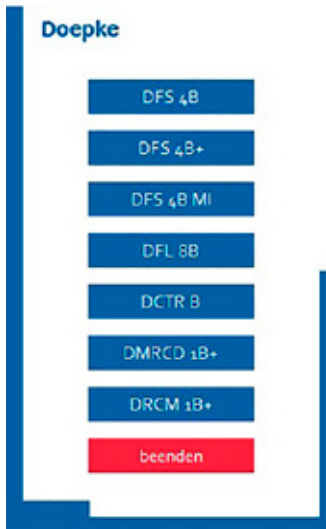 Doepke
DFS 4B
DFS 4B+
DFS 4B MI
DFL 8B
DCTR B
DMRCD 1B+
DRCM 1B+
beenden